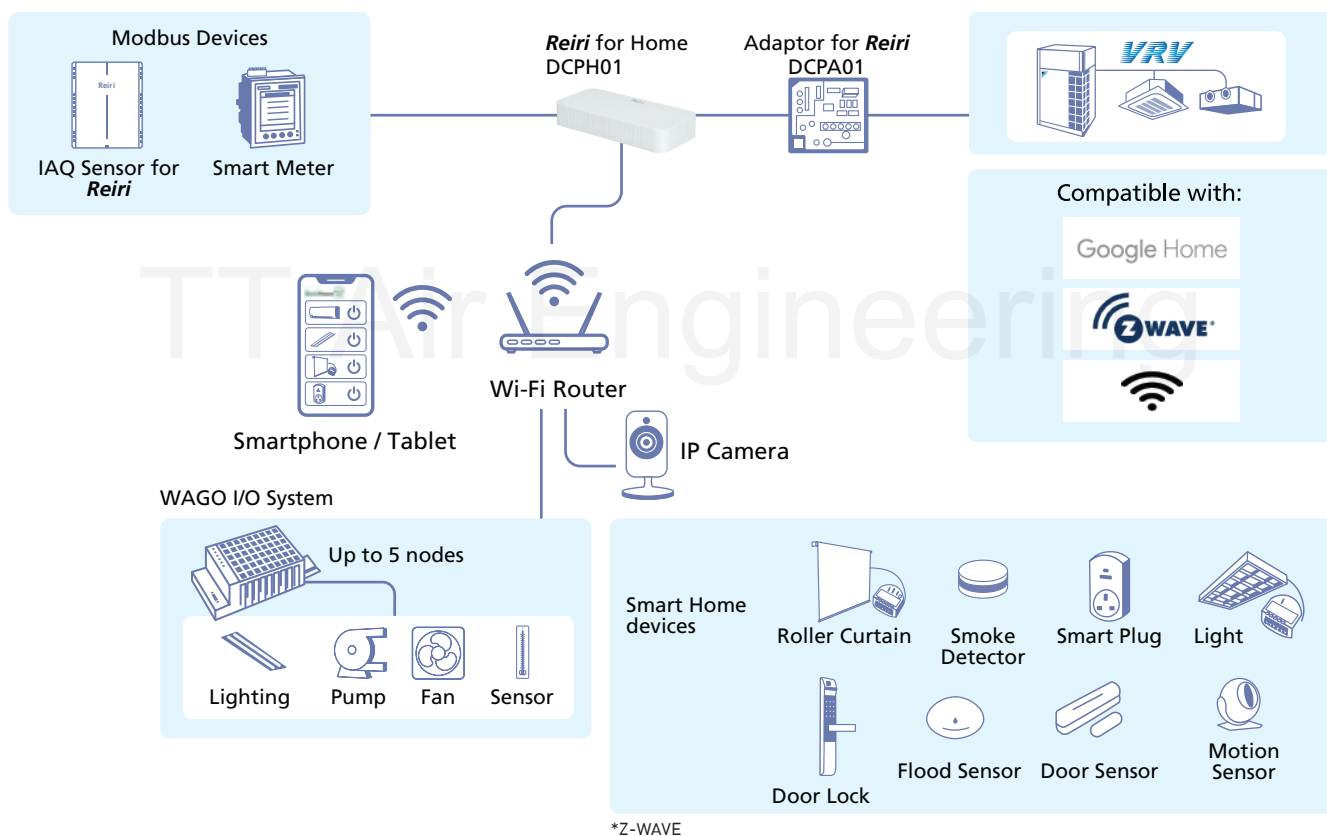 Modbus Devices
Reiri
IAQ Sensor for
Reiri
Smart Meter
Reiri for Home
DCPH01
Adaptor for Reiri
DCPA01
VRV
Compatible with:
Google Home
Z WAVE
TT Air Engineering
Smartphone / Tablet
Wi-Fi Router
IP Camera
WAGO I/O System
Up to 5 nodes
Lighting
Pump
Fan
Sensor
Smart Home
devices
Roller Curtain
Smoke
Detector
Smart Plug
Light
Door Lock
Flood Sensor
Door Sensor
Motion
Sensor
*Z-WAVE